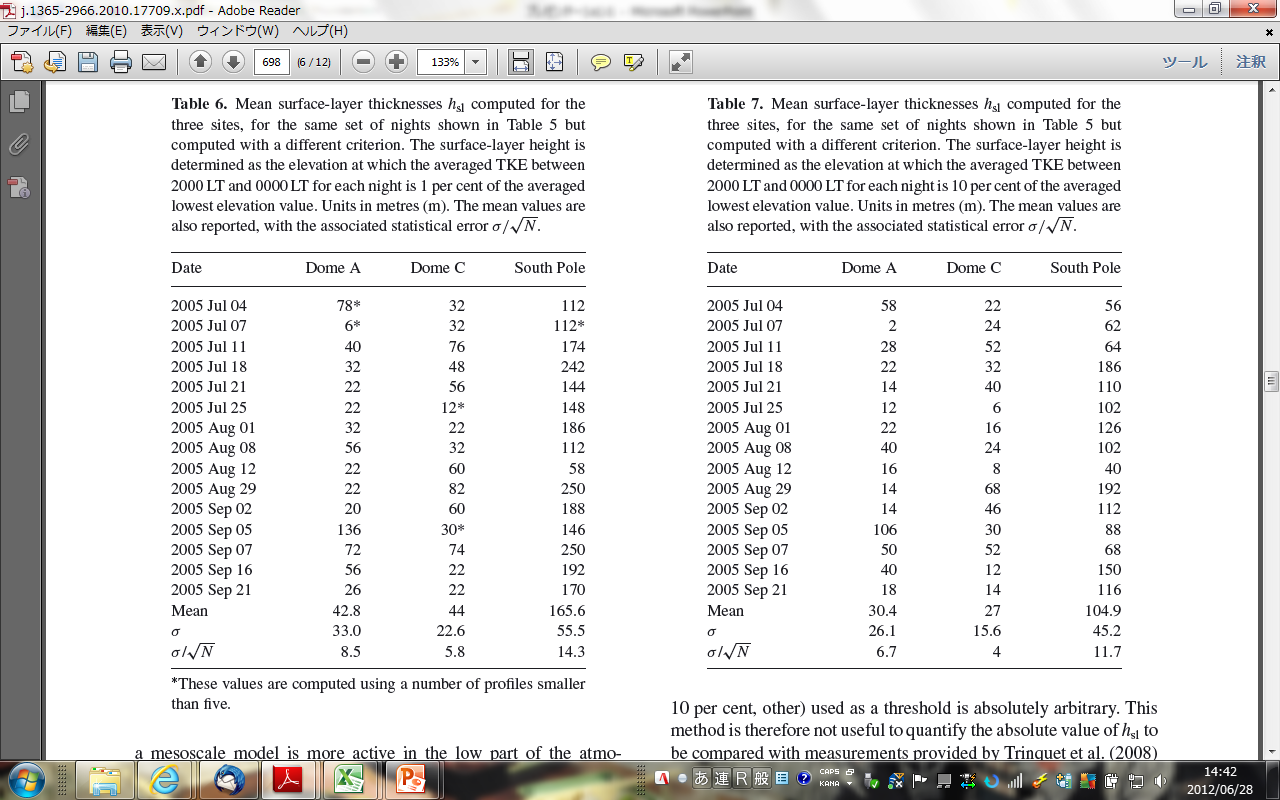 j.1365-2966.2010.17709.x.pdf - Adobe Reader
ファイル(F) 編集(E) 表示(V) ウィンドウ(W) ヘルプ(H)
698 (6 / 12) 133% ツール 注釈
Table 6. Mean surface-layer thicknesses hsl computed for the
three sites, for the same set of nights shown in Table 5 but
computed with a different criterion. The surface-layer height is
determined as the elevation at which the averaged TKE between
2000 LT and 0000 LT for each night is 1 per cent of the averaged
lowest elevation value. Units in metres (m). The mean values are
also reported, with the associated statistical error σ/√N.
Date Dome A Dome C South Pole
2005 Jul 04 78* 32 112
2005 Jul 07 6* 32 112*
2005 Jul 11 40 76 174
2005 Jul 18 32 48 242
2005 Jul 21 22 56 144
2005 Jul 25 22 12* 148
2005 Aug 01 32 22 186
2005 Aug 08 56 32 112
2005 Aug 12 22 60 58
2005 Aug 29 22 82 250
2005 Sep 02 20 60 188
2005 Sep 05 136 30* 146
2005 Sep 07 72 74 250
2005 Sep 16 56 22 192
2005 Sep 21 26 22 170
Mean 42.8 44 165.6
σ 33.0 22.6 55.5
σ/√N 8.5 5.8 14.3
*These values are computed using a number of profiles smaller
than five.
a mesoscale model is more active in the low part of the atmo-
Table 7. Mean surface-layer thicknesses hsl computed for the
three sites, for the same set of nights shown in Table 5 but
computed with a different criterion. The surface-layer height is
determined as the elevation at which the averaged TKE between
2000 LT and 0000 LT for each night is 10 per cent of the averaged
lowest elevation value. Units in metres (m). The mean values are
also reported, with the associated statistical error σ/√N.
Date Dome A Dome C South Pole
2005 Jul 04 58 22 56
2005 Jul 07 2 24 62
2005 Jul 11 28 52 64
2005 Jul 18 22 32 186
2005 Jul 21 14 40 110
2005 Jul 25 12 6 102
2005 Aug 01 22 16 126
2005 Aug 08 40 24 102
2005 Aug 12 16 8 40
2005 Aug 29 14 68 192
2005 Sep 02 14 46 112
2005 Sep 05 106 30 88
2005 Sep 07 50 52 68
2005 Sep 16 40 12 150
2005 Sep 21 18 14 116
Mean 30.4 27 104.9
σ 26.1 15.6 45.2
σ/√N 6.7 4 11.7
10 per cent, other) used as a threshold is absolutely arbitrary. This
method is therefore not useful to quantify the absolute value of hsl to
be compared with measurements provided by Trinquet et al. (2008)
A あ 連 R 般 CAPS KANA
14:42
2012/06/28